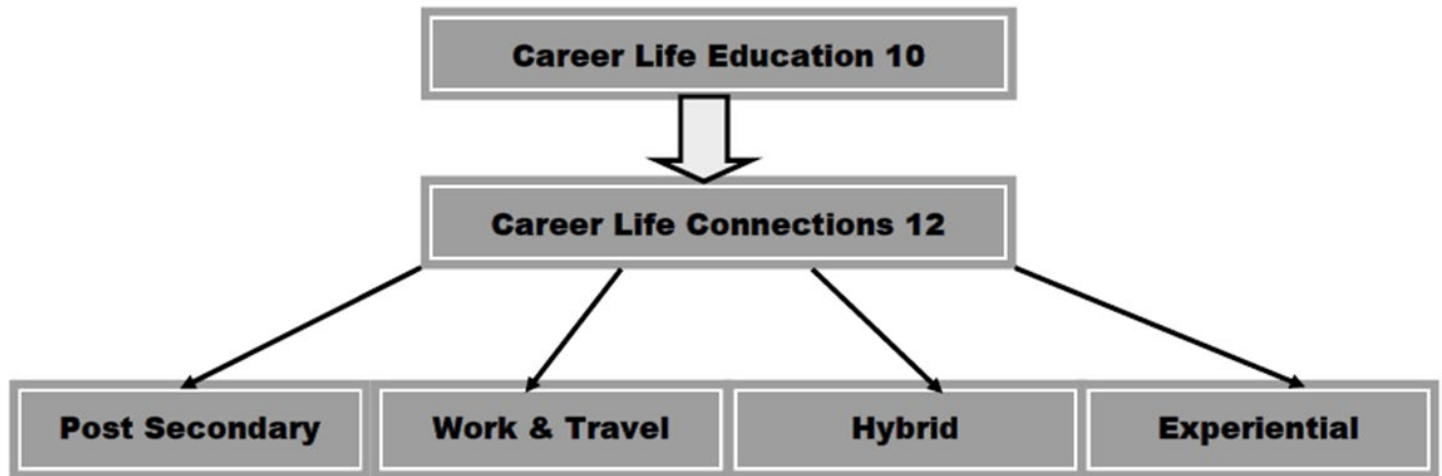 Career Life Education 10
Career Life Connections 12
Post Secondary
Work & Travel
Hybrid
Experiential